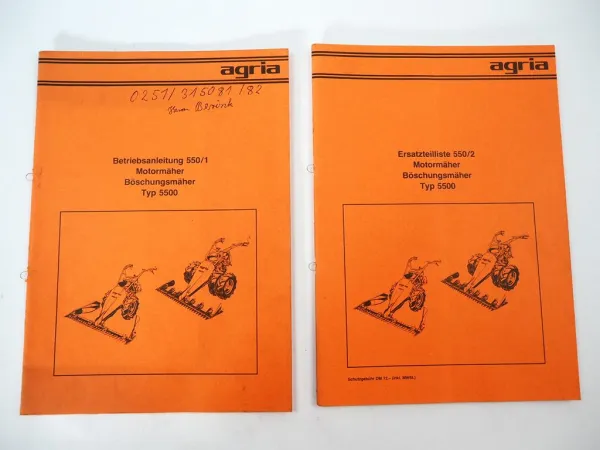 agria
0251/315081/82
Betriebsanleitung 550/1
Motormäher
Böschungsmäher
Typ 5500
agria
Ersatzteilliste 550/2
Motormäher
Böschungsmäher
Typ 5500